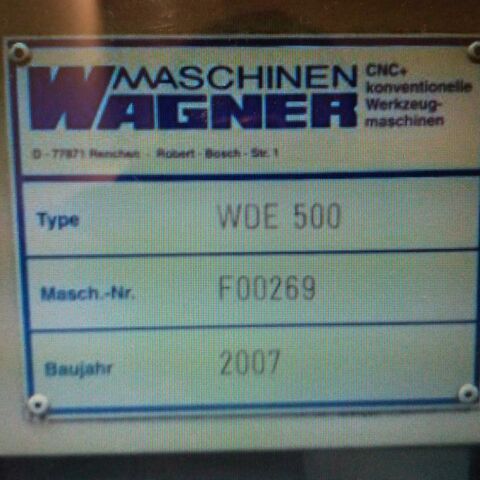 MASCHINEN
WAGNER
CNC+
konventionelle
Werkzeug-
maschinen
D - 77871 Renchen - Robert - Bosch - Str. 1
Type WDE 500
Masch.-Nr. F00269
Baujahr 2007